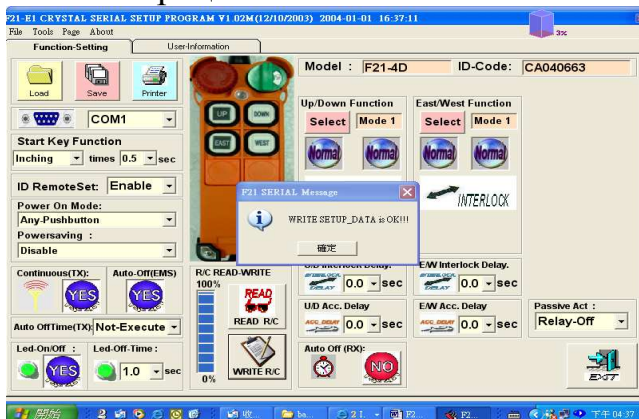 F21-E1 CRYSTAL SERIAL SETUP PROGRAM V1.02M(12/10/2003) 2004-01-01 16:37:11
File Tools Page About
3%
Function-Setting User-Information
Load Save Printer
COM1
Start Key Function
Inching times 0.5 sec
ID RemoteSet: Enable
Power On Mode:
Any-Pushbutton
Powersaving :
Disable
Continuous(TX): Auto-Off(EMS)
YES YES
Auto OffTime(TX): Not-Execute
Led-On/Off : Led-Off-Time :
YES 1.0 sec
UP DOWN
EAST WEST
R/C READ-WRITE
100%
READ
READ R/C
WRITE R/C
0%
Model : F21-4D ID-Code: CA040663
Up/Down Function East/West Function
Select Mode 1 Select Mode 1
Normal Normal Normal Normal
INTERLOCK
F21 SERIAL Message
WRITE SETUP_DATA is OK!!!
確定
U/D Interlock Delay. E/W Interlock Delay.
0.0 sec 0.0 sec
U/D Acc. Delay E/W Acc. Delay Passive Act :
ACC. DELAY 0.0 sec ACC. DELAY 0.0 sec Relay-Off
Auto Off (RX):
NO
EXIT
開始 下午 04:37